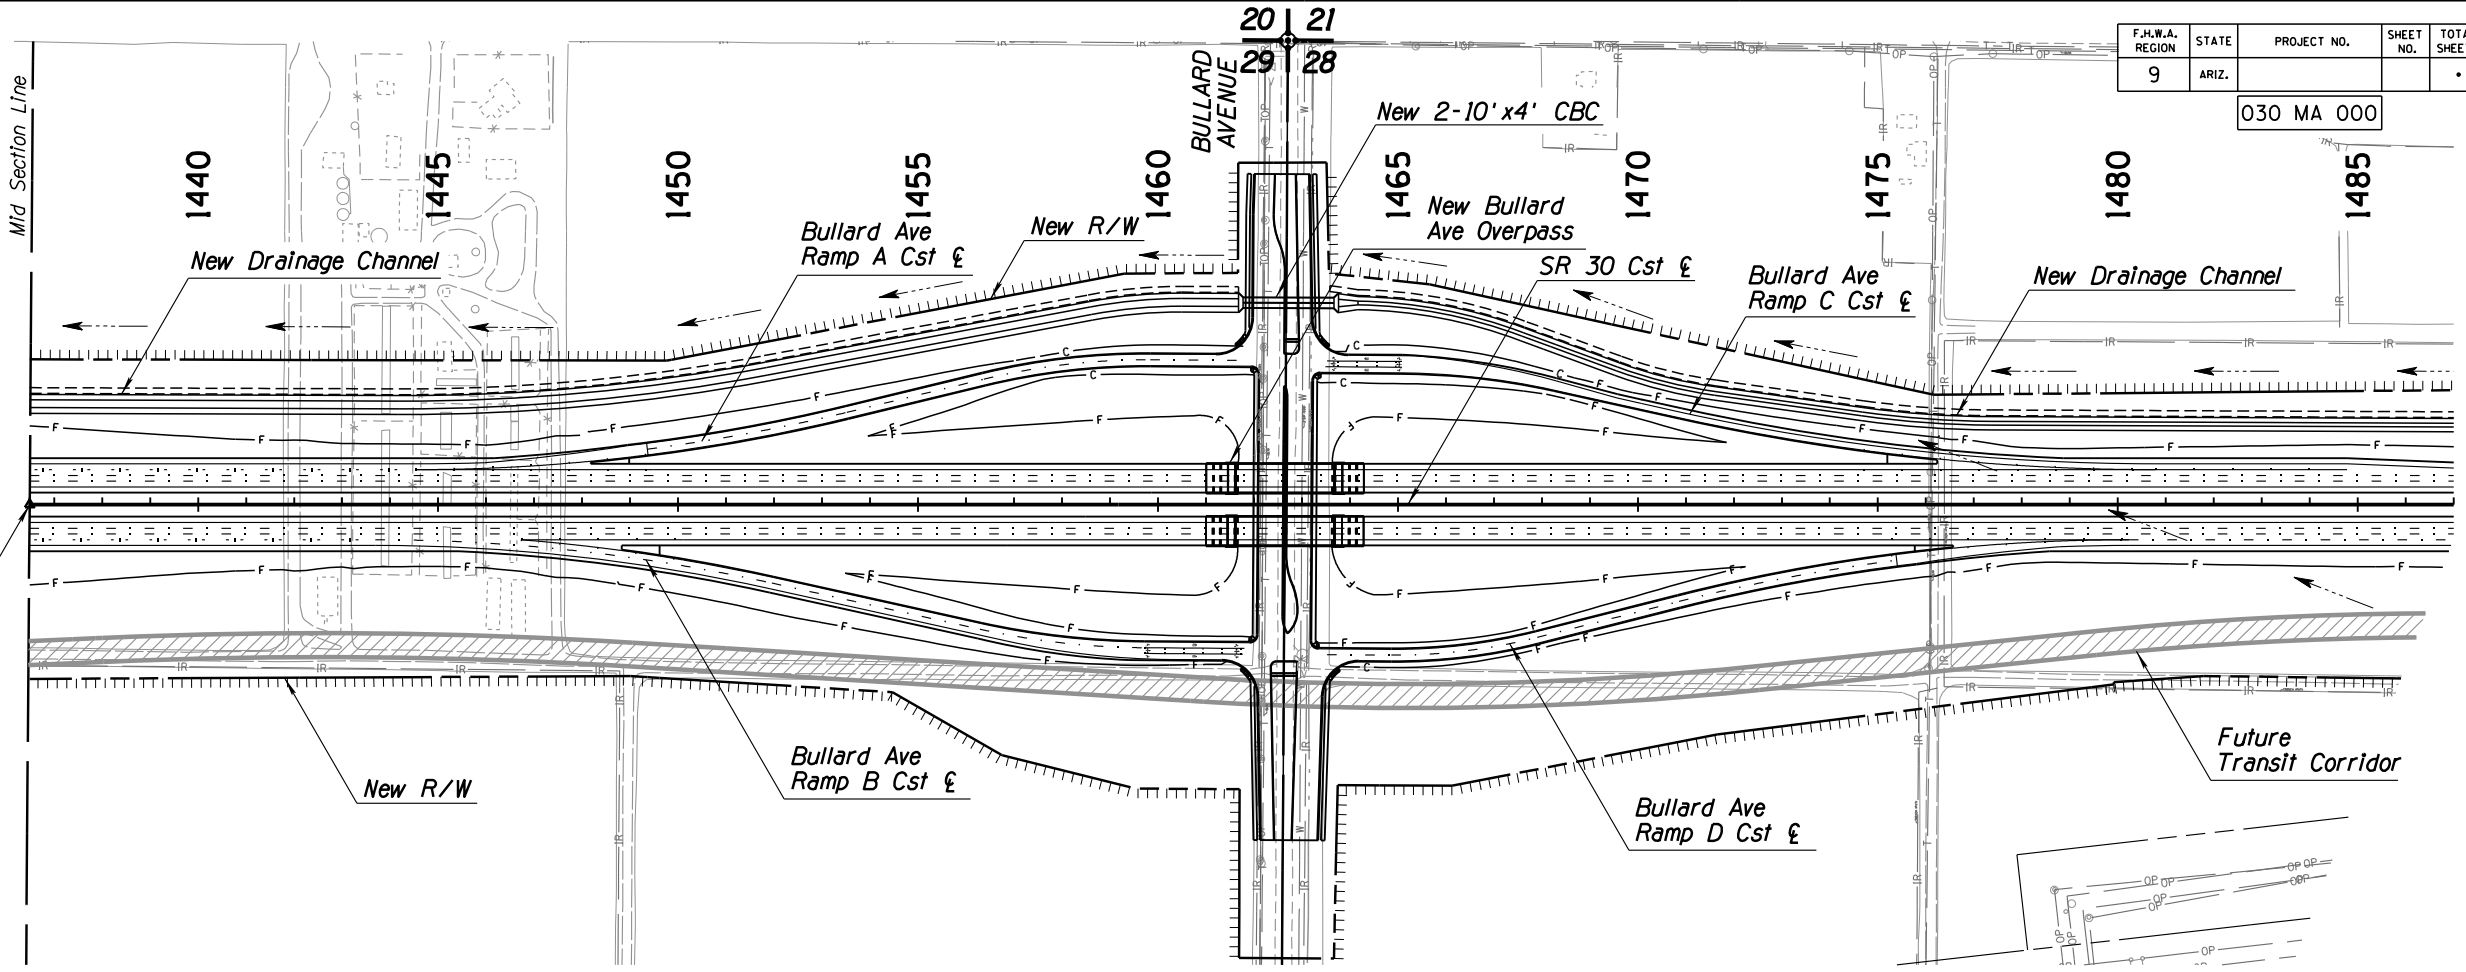 20 21
29 28
F.H.W.A. REGION STATE PROJECT NO. SHEET NO.
9 ARIZ.
030 MA 000
Mid Section Line
BULLARD
AVENUE
New 2-10'x4' CBC
1440 1445 1450 1455 1460 1465 1470 1475 1480 1485
New Drainage Channel
Bullard Ave
Ramp A Cst ℄
New R/W
New Bullard
Ave Overpass
SR 30 Cst ℄
Bullard Ave
Ramp C Cst ℄
New Drainage Channel
New R/W
Bullard Ave
Ramp B Cst ℄
Bullard Ave
Ramp D Cst ℄
Future
Transit Corridor